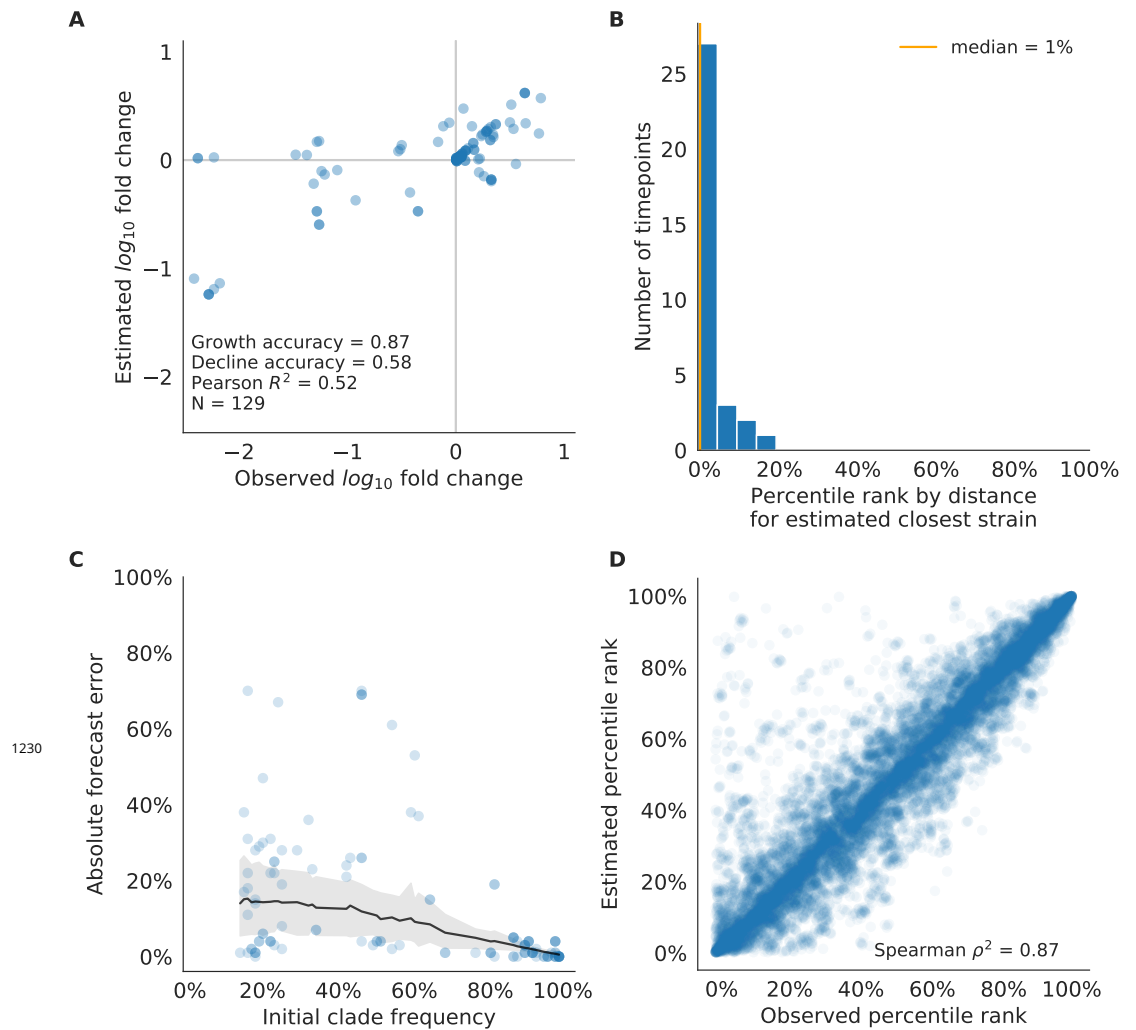 A
1
0
−1
−2
Estimated log10 fold change
Growth accuracy = 0.87
Decline accuracy = 0.58
Pearson R² = 0.52
N = 129
−2 −1 0 1
Observed log10 fold change
B
median = 1%
25
20
15
10
5
0
Number of timepoints
0% 20% 40% 60% 80% 100%
Percentile rank by distance
for estimated closest strain
C
100%
80%
60%
40%
20%
0%
Absolute forecast error
0% 20% 40% 60% 80% 100%
Initial clade frequency
1230
D
100%
80%
60%
40%
20%
0%
Estimated percentile rank
Spearman ρ² = 0.87
0% 20% 40% 60% 80% 100%
Observed percentile rank